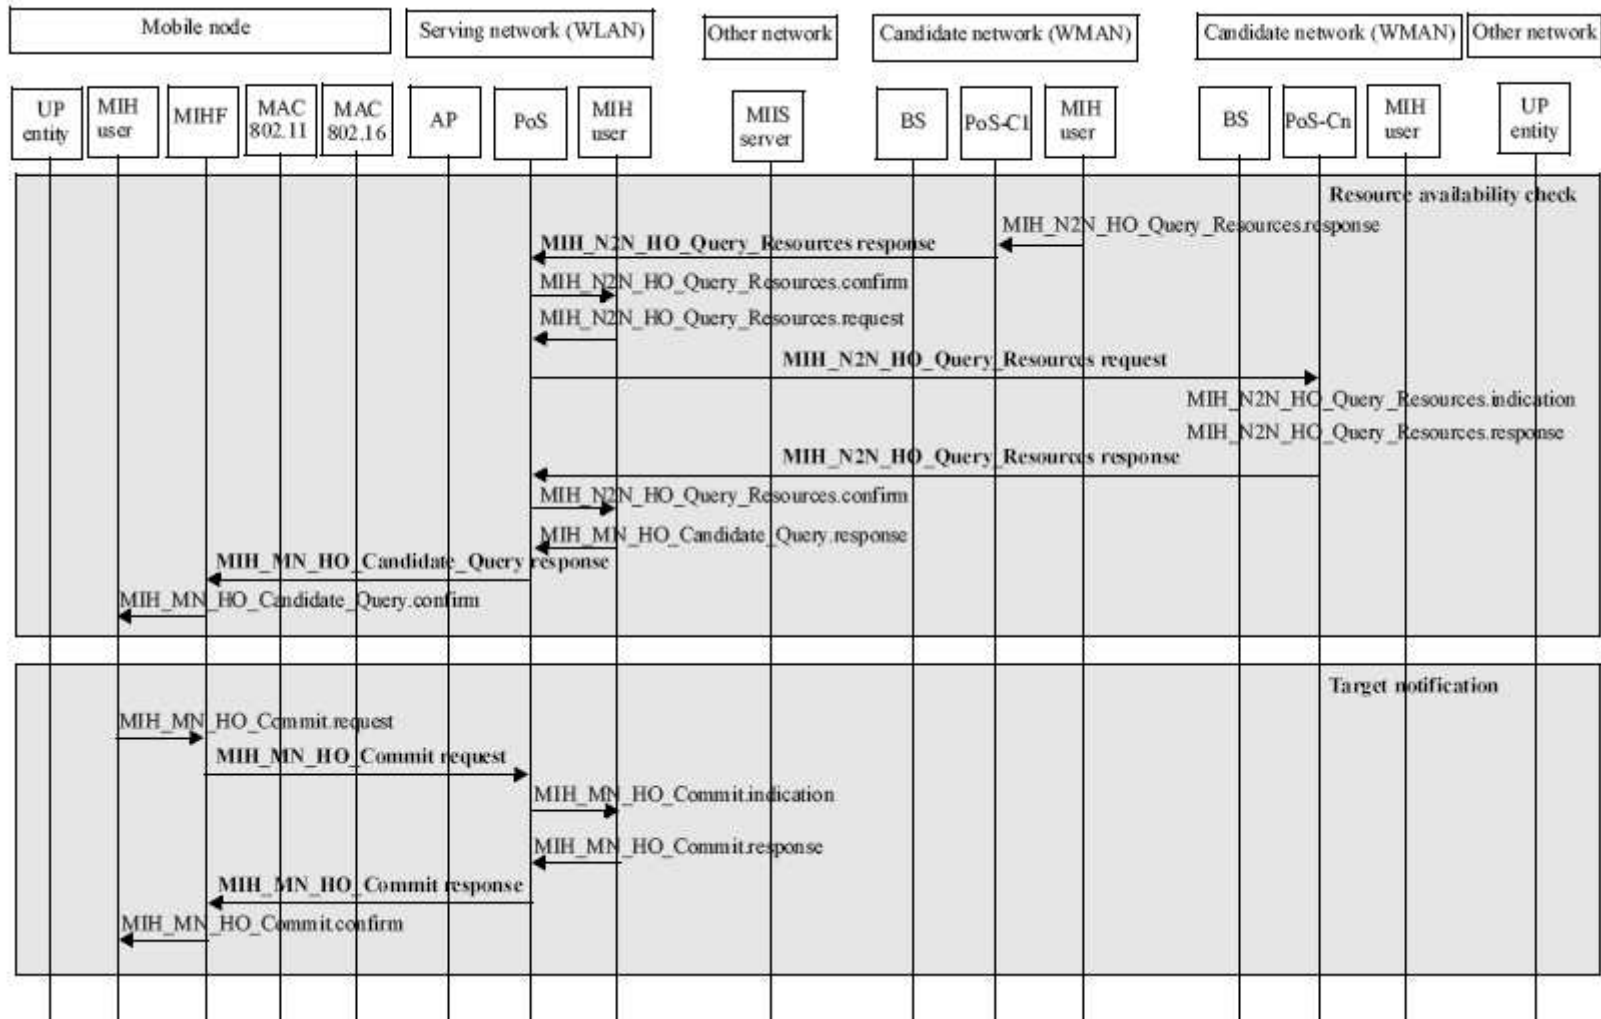 Mobile node
Serving network (WLAN)
Other network
Candidate network (WMAN)
Candidate network (WMAN)
Other network
UP entity
MIH user
MIHF
MAC 802.11
MAC 802.16
AP
PoS
MIH user
MIIS server
BS
PoS-C1
MIH user
BS
PoS-Cn
MIH user
UP entity
Resource availability check
MIH_N2N_HO_Query_Resources.response
MIH_N2N_HO_Query_Resources response
MIH_N2N_HO_Query_Resources.confirm
MIH_N2N_HO_Query_Resources.request
MIH_N2N_HO_Query_Resources request
MIH_N2N_HO_Query_Resources.indication
MIH_N2N_HO_Query_Resources.response
MIH_N2N_HO_Query_Resources response
MIH_N2N_HO_Query_Resources.confirm
MIH_MN_HO_Candidate_Query.response
MIH_MN_HO_Candidate_Query response
MIH_MN_HO_Candidate_Query.confirm
Target notification
MIH_MN_HO_Commit.request
MIH_MN_HO_Commit request
MIH_MN_HO_Commit.indication
MIH_MN_HO_Commit.response
MIH_MN_HO_Commit response
MIH_MN_HO_Commit.confirm